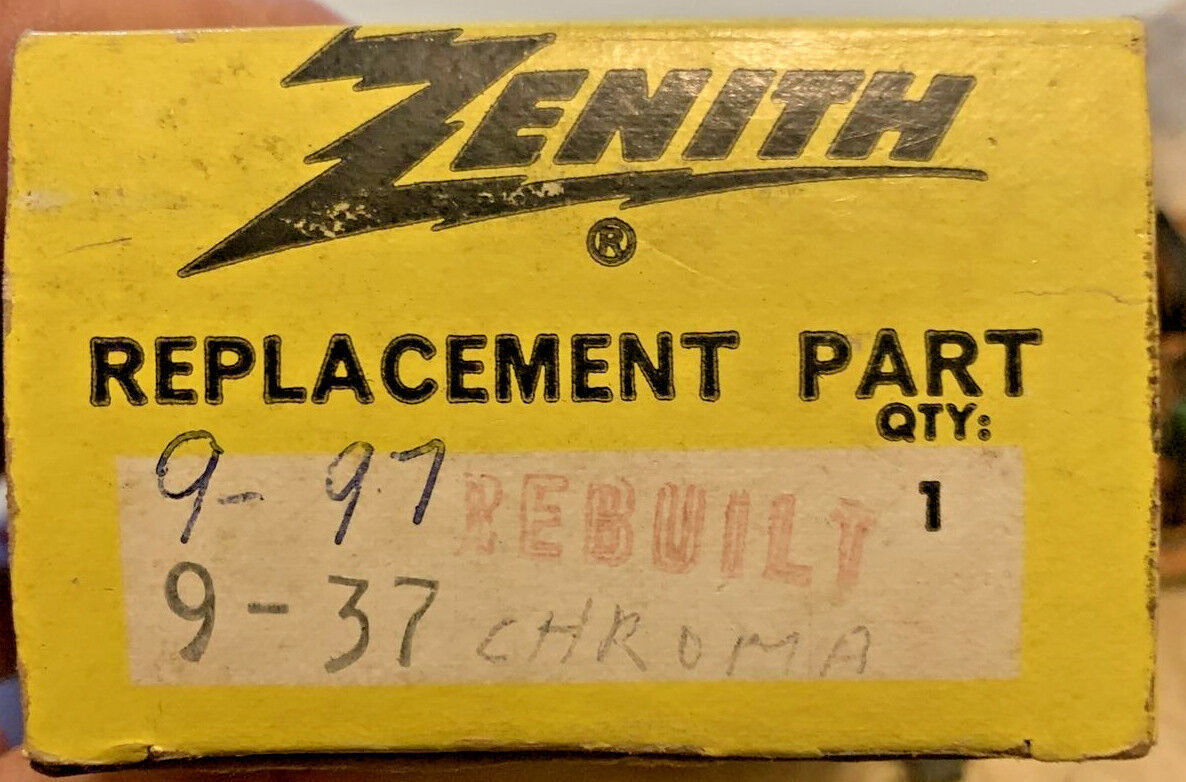 ZENITH
®
REPLACEMENT PART
QTY:
9-97 REBUILT 1
9-37 CHROMA